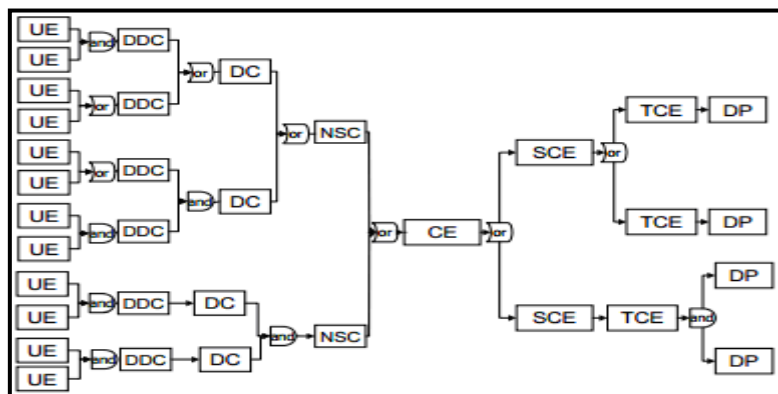 UE
and DDC
UE
or DC
UE
or DDC
UE
or NSC
UE
or DDC
UE
and DC
UE
and DDC
UE
UE
and DDC DC
UE
and NSC
UE
and DDC DC
UE
or CE or
TCE DP
SCE or
TCE DP
DP
SCE TCE and
DP